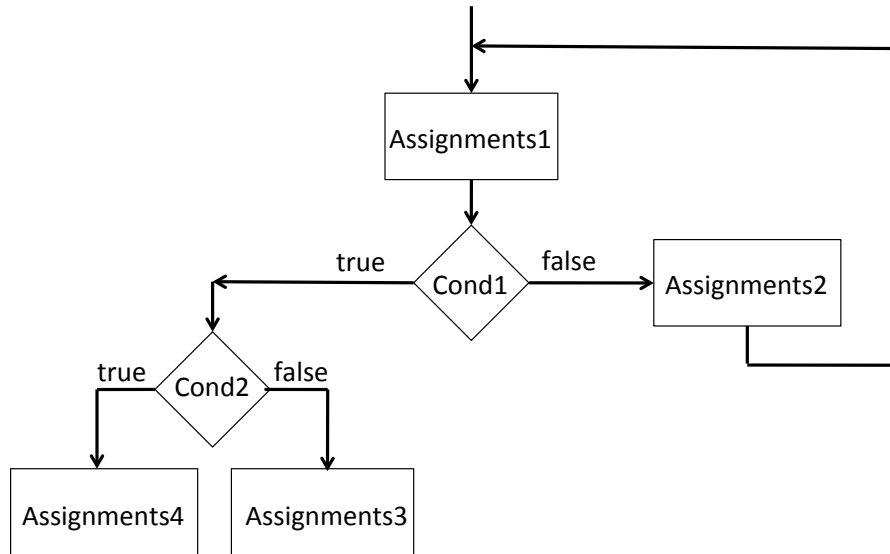 Assignments1
true
false
Cond1
Assignments2
true
Cond2
false
Assignments4
Assignments3